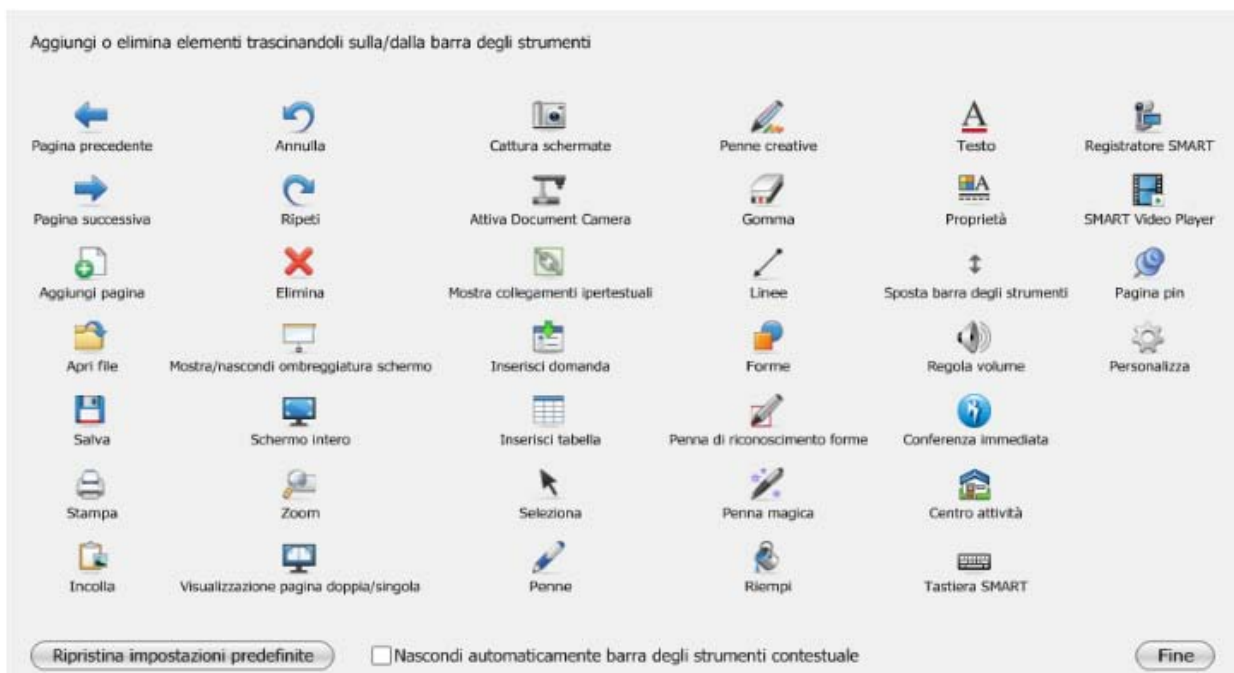 Aggiungi o elimina elementi trascinandoli sulla/dalla barra degli strumenti
Pagina precedente
Annulla
Cattura schermate
Penne creative
Testo
Registratore SMART
Pagina successiva
Ripeti
Attiva Document Camera
Gomma
Proprietà
SMART Video Player
Aggiungi pagina
Elimina
Mostra collegamenti ipertestuali
Linee
Sposta barra degli strumenti
Pagina pin
Apri file
Mostra/nascondi ombreggiatura schermo
Inserisci domanda
Forme
Regola volume
Personalizza
Salva
Schermo intero
Inserisci tabella
Penna di riconoscimento forme
Conferenza immediata
Stampa
Zoom
Seleziona
Penna magica
Centro attività
Incolla
Visualizzazione pagina doppia/singola
Penne
Riempi
Tastiera SMART
Ripristina impostazioni predefinite
Nascondi automaticamente barra degli strumenti contestuale
Fine